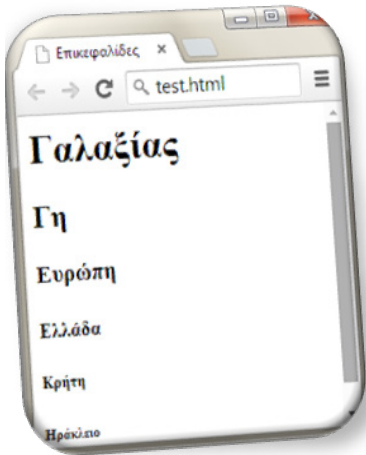 Επικεφαλίδες
test.html
Γαλαξίας
Γη
Ευρώπη
Ελλάδα
Κρήτη
Ηράκλειο